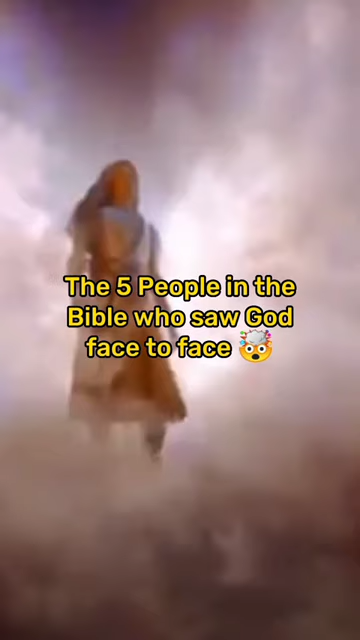 The 5 People in the
Bible who saw God
face to face 🤯